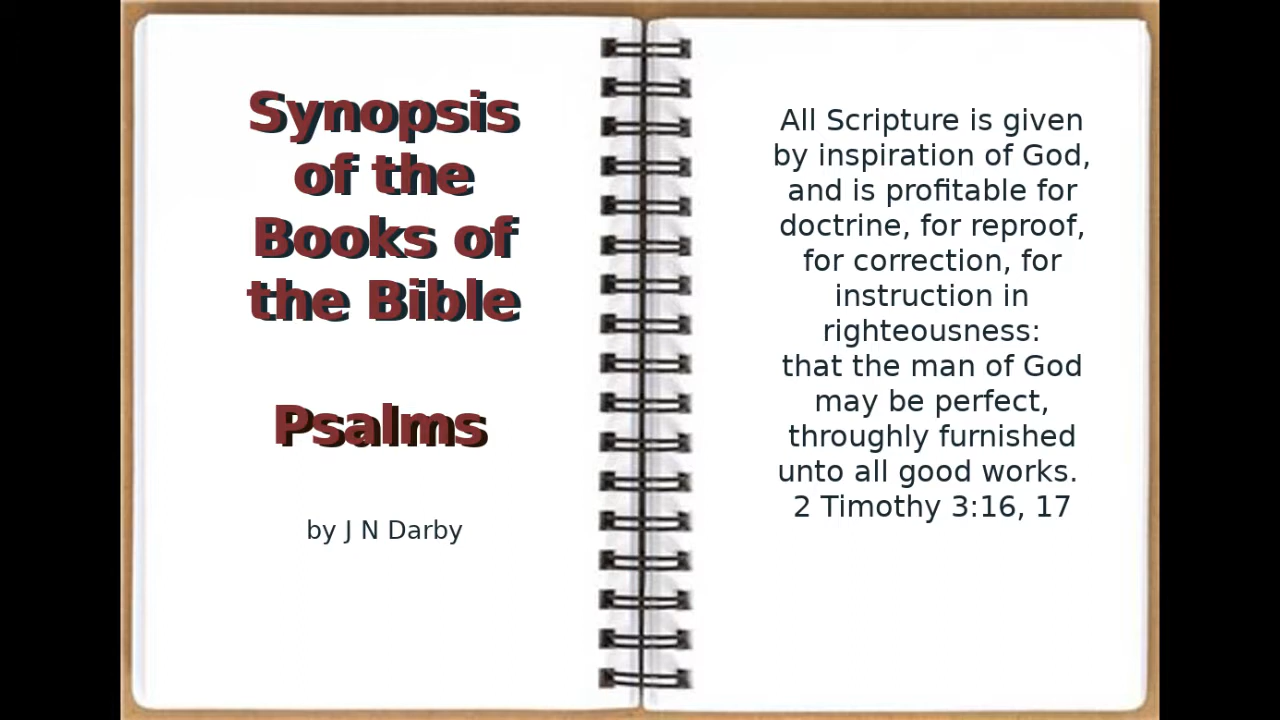 Synopsis
of the
Books of
the Bible
Psalms
by J N Darby
All Scripture is given
by inspiration of God,
and is profitable for
doctrine, for reproof,
for correction, for
instruction in
righteousness:
that the man of God
may be perfect,
throughly furnished
unto all good works.
2 Timothy 3:16, 17